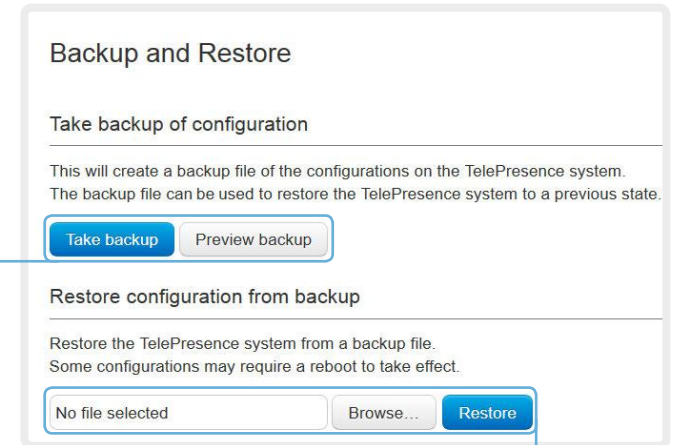 Backup and Restore
Take backup of configuration
This will create a backup file of the configurations on the TelePresence system.
The backup file can be used to restore the TelePresence system to a previous state.
Take backup Preview backup
Restore configuration from backup
Restore the TelePresence system from a backup file.
Some configurations may require a reboot to take effect.
No file selected Browse... Restore